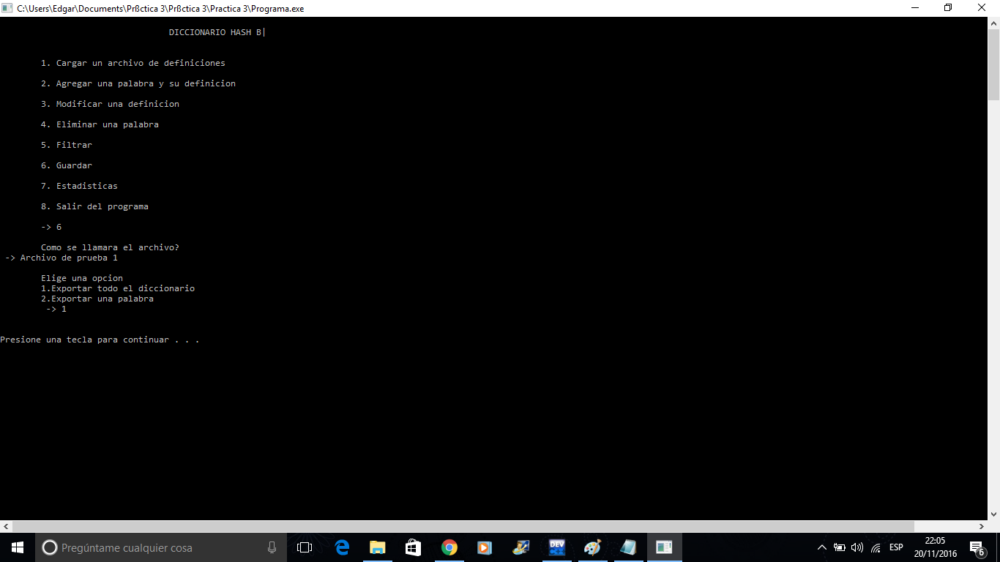 C:\Users\Edgar\Documents\Prßctica 3\Prßctica 3\Practica 3\Programa.exe
DICCIONARIO HASH B|
1. Cargar un archivo de definiciones
2. Agregar una palabra y su definicion
3. Modificar una definicion
4. Eliminar una palabra
5. Filtrar
6. Guardar
7. Estadisticas
8. Salir del programa
-> 6
Como se llamara el archivo?
-> Archivo de prueba 1
Elige una opcion
1.Exportar todo el diccionario
2.Exportar una palabra
-> 1
Presione una tecla para continuar . . .
Pregúntame cualquier cosa
DEV
ESP
22:05
20/11/2016
6